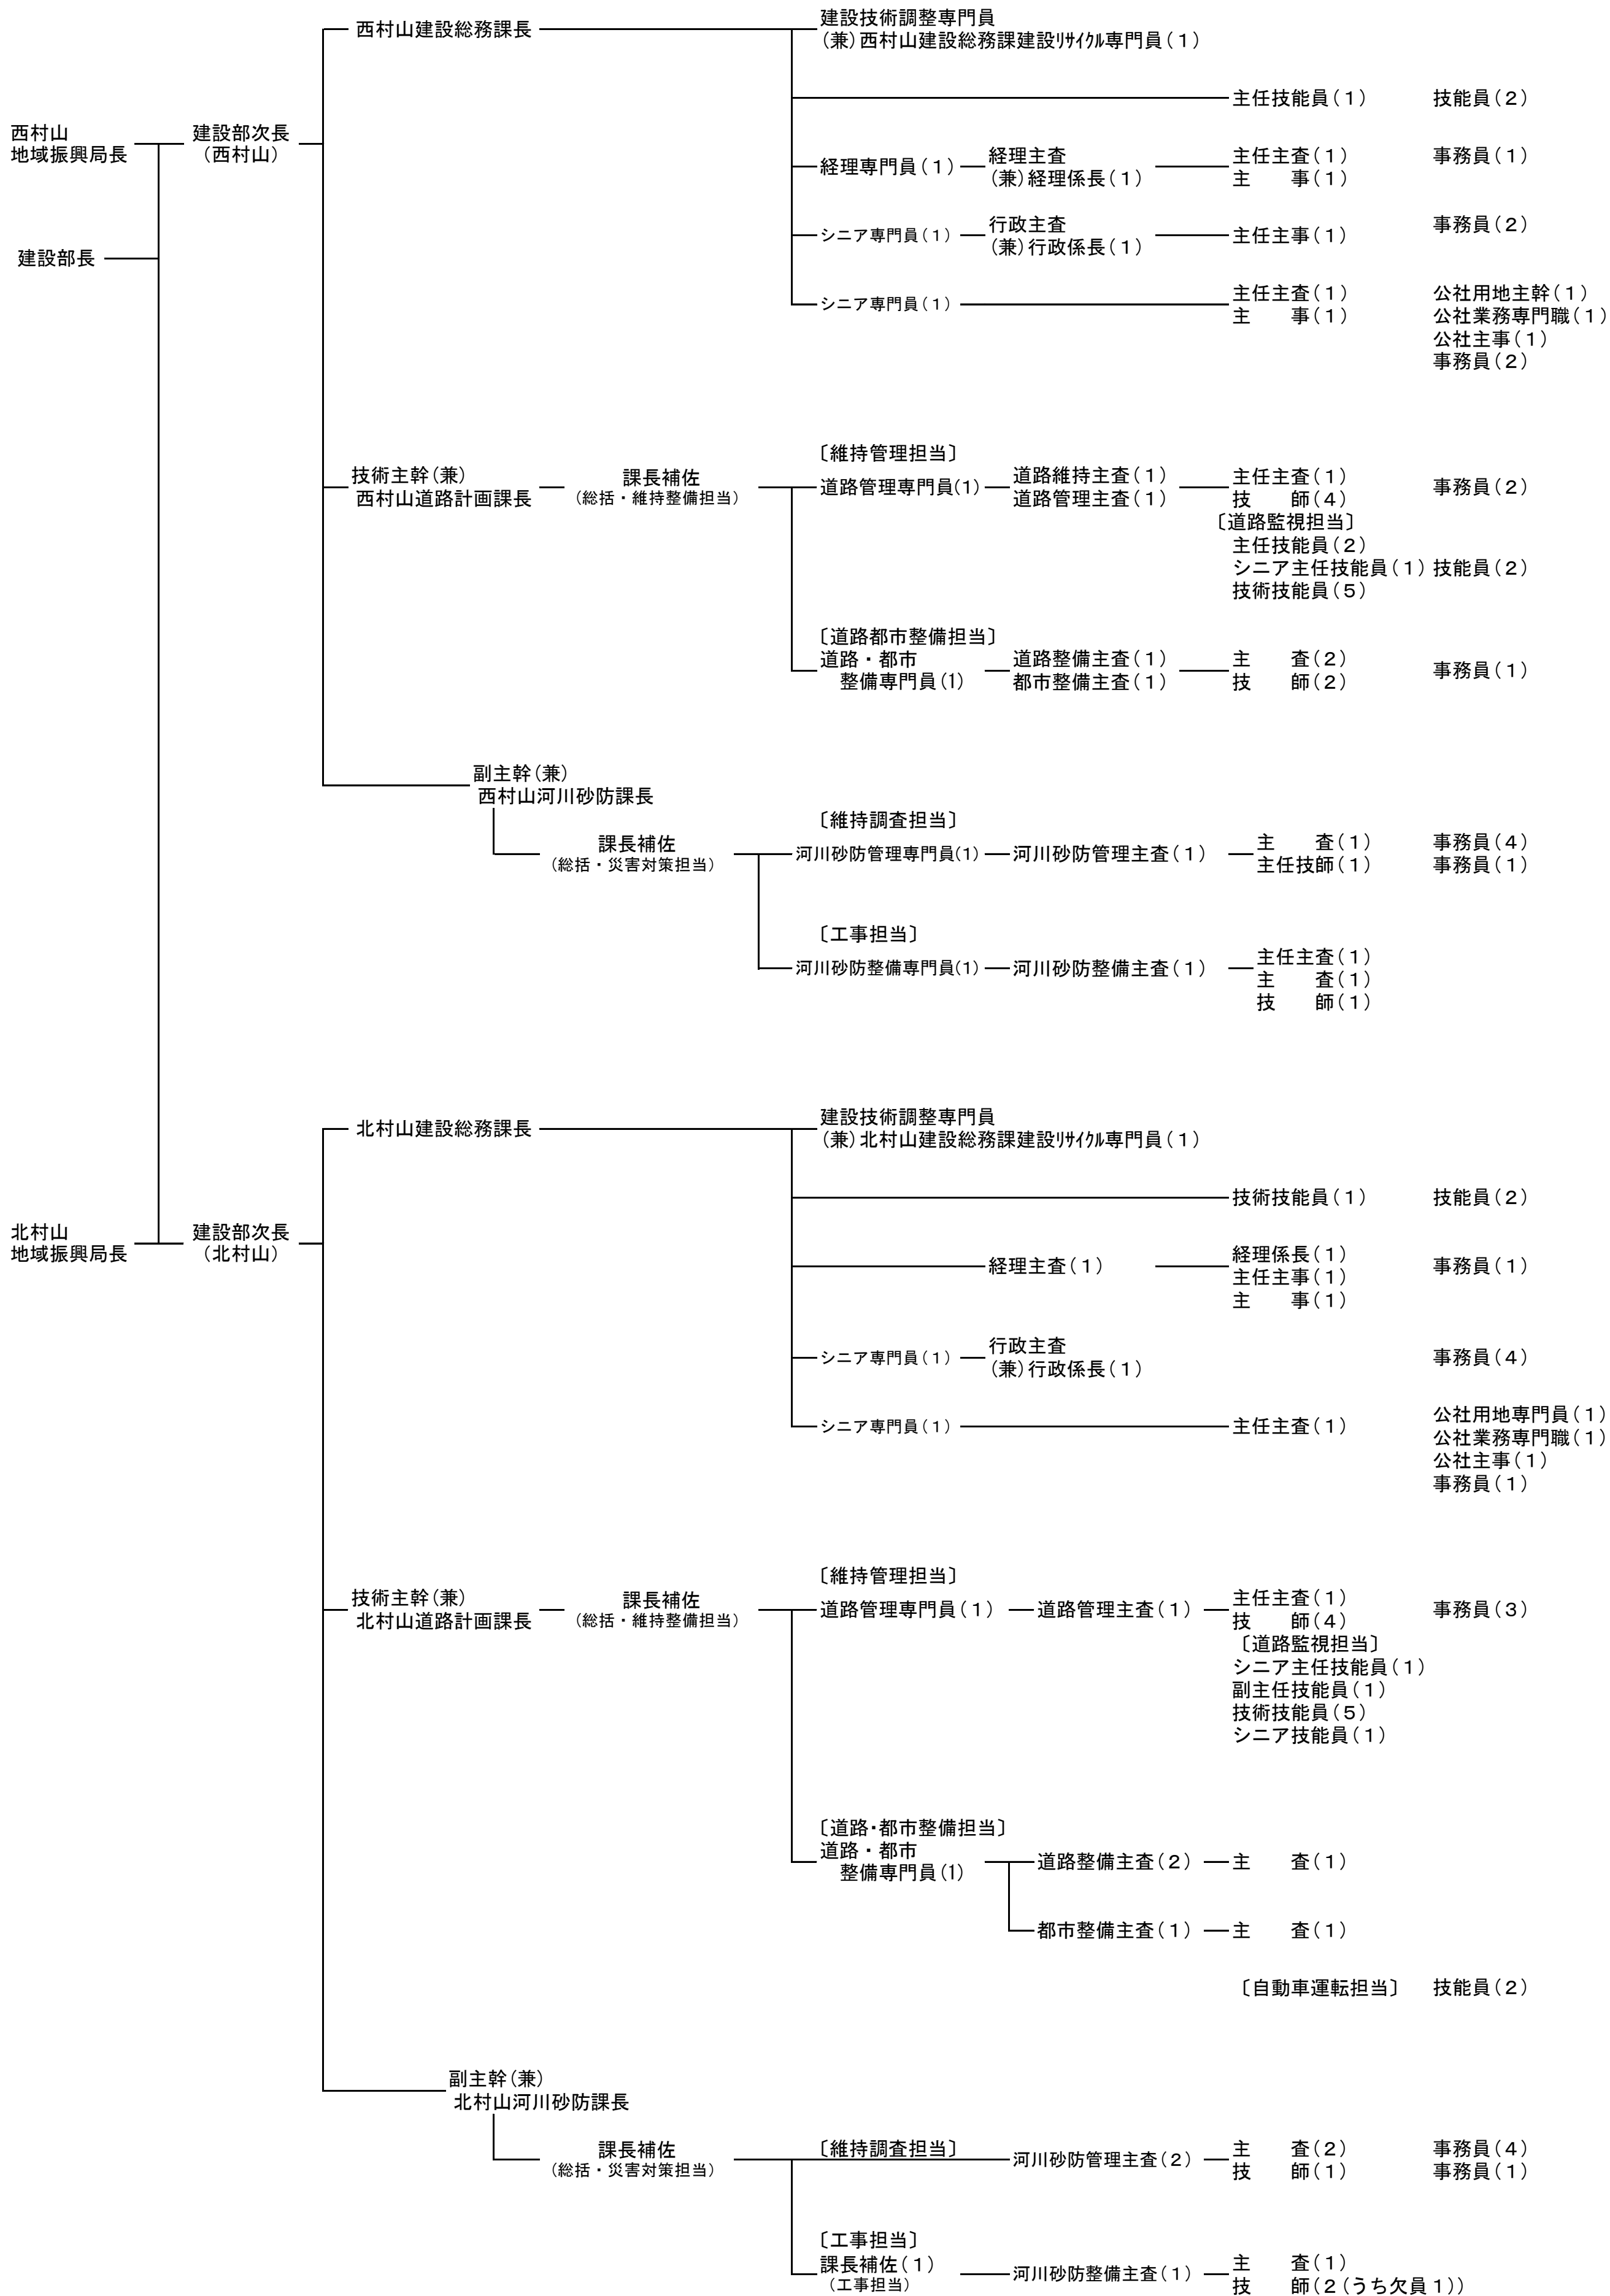 西村山建設総務課長
建設技術調整専門員
(兼)西村山建設総務課建設ﾘｻｲｸﾙ専門員(1)
主任技能員(1) 技能員(2)
西村山
地域振興局長
建設部次長
(西村山)
経理専門員(1) 経理主査
(兼)経理係長(1)
主任主査(1) 事務員(1)
主　　事(1)
シニア専門員(1) 行政主査
(兼)行政係長(1)
主任主事(1) 事務員(2)
建設部長
シニア専門員(1)
主任主査(1) 公社用地主幹(1)
主　　事(1) 公社業務専門職(1)
公社主事(1)
事務員(2)
技術主幹(兼)
西村山道路計画課長
課長補佐
(総括・維持整備担当)
〔維持管理担当〕
道路管理専門員(1) 道路維持主査(1)
道路管理主査(1)
主任主査(1) 事務員(2)
技　　師(4)
〔道路監視担当〕
主任技能員(2)
シニア主任技能員(1) 技能員(2)
技術技能員(5)
〔道路都市整備担当〕
道路・都市
整備専門員(1)
道路整備主査(1)
都市整備主査(1)
主　　査(2) 事務員(1)
技　　師(2)
副主幹(兼)
西村山河川砂防課長
課長補佐
(総括・災害対策担当)
〔維持調査担当〕
河川砂防管理専門員(1) 河川砂防管理主査(1)
主　　査(1) 事務員(4)
主任技師(1) 事務員(1)
〔工事担当〕
河川砂防整備専門員(1) 河川砂防整備主査(1)
主任主査(1)
主　　査(1)
技　　師(1)
北村山建設総務課長
建設技術調整専門員
(兼)北村山建設総務課建設ﾘｻｲｸﾙ専門員(1)
技術技能員(1) 技能員(2)
北村山
地域振興局長
建設部次長
(北村山)
経理主査(1)
経理係長(1) 事務員(1)
主任主事(1)
主　　事(1)
シニア専門員(1) 行政主査
(兼)行政係長(1)
事務員(4)
シニア専門員(1)
主任主査(1) 公社用地専門員(1)
公社業務専門職(1)
公社主事(1)
事務員(1)
技術主幹(兼)
北村山道路計画課長
課長補佐
(総括・維持整備担当)
〔維持管理担当〕
道路管理専門員(1) 道路管理主査(1)
主任主査(1) 事務員(3)
技　　師(4)
〔道路監視担当〕
シニア主任技能員(1)
副主任技能員(1)
技術技能員(5)
シニア技能員(1)
〔道路・都市整備担当〕
道路・都市
整備専門員(1)
道路整備主査(2) 主　　査(1)
都市整備主査(1) 主　　査(1)
〔自動車運転担当〕 技能員(2)
副主幹(兼)
北村山河川砂防課長
課長補佐
(総括・災害対策担当)
〔維持調査担当〕
河川砂防管理主査(2)
主　　査(2) 事務員(4)
技　　師(1) 事務員(1)
〔工事担当〕
課長補佐(1)
(工事担当)
河川砂防整備主査(1)
主　　査(1)
技　　師(2(うち欠員1))